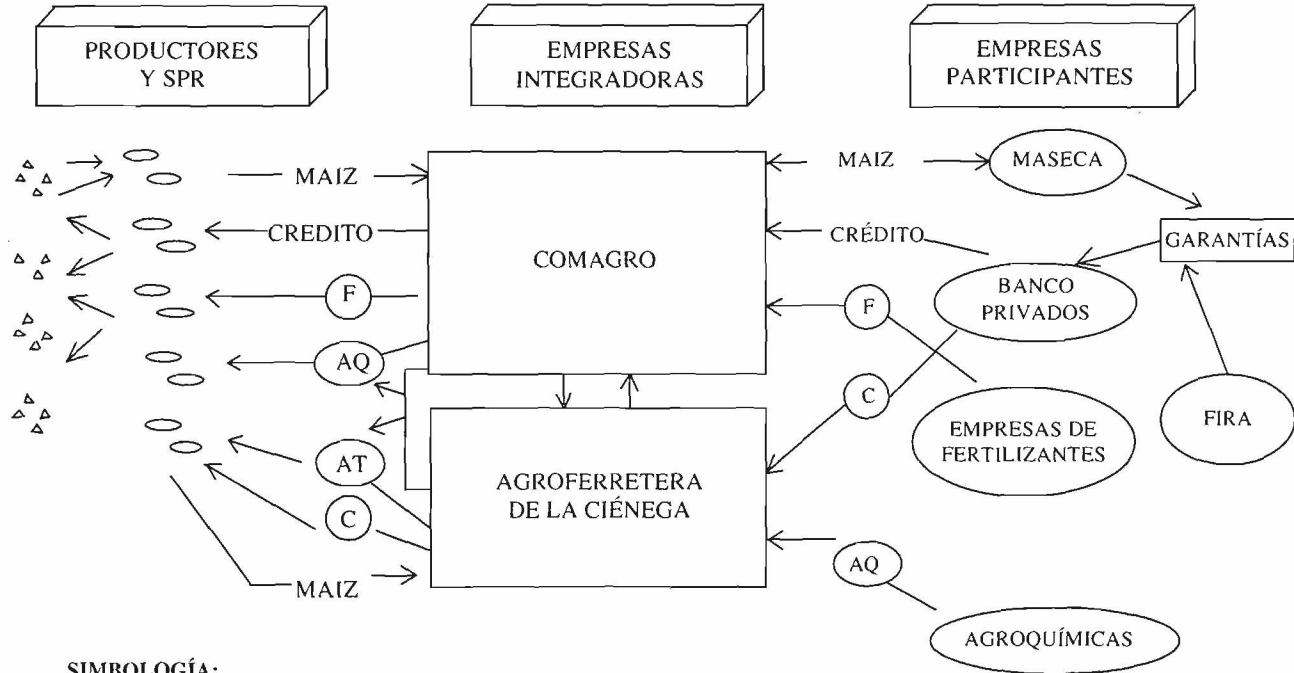 PRODUCTORES
Y SPR
EMPRESAS
INTEGRADORAS
EMPRESAS
PARTICIPANTES
MAIZ
CREDITO
F
AQ
AT
C
MAIZ
COMAGRO
AGROFERRETERA
DE LA CIÉNEGA
MAIZ
CRÉDITO
F
C
AQ
MASECA
GARANTÍAS
BANCO
PRIVADOS
EMPRESAS DE
FERTILIZANTES
FIRA
AGROQUÍMICAS
SIMBOLOGÍA: